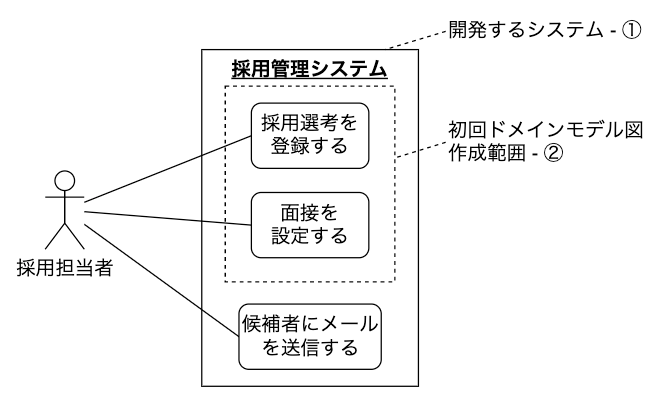 開発するシステム - ①
採用管理システム
採用選考を
登録する
初回ドメインモデル図
作成範囲 - ②
面接を
設定する
採用担当者
候補者にメール
を送信する